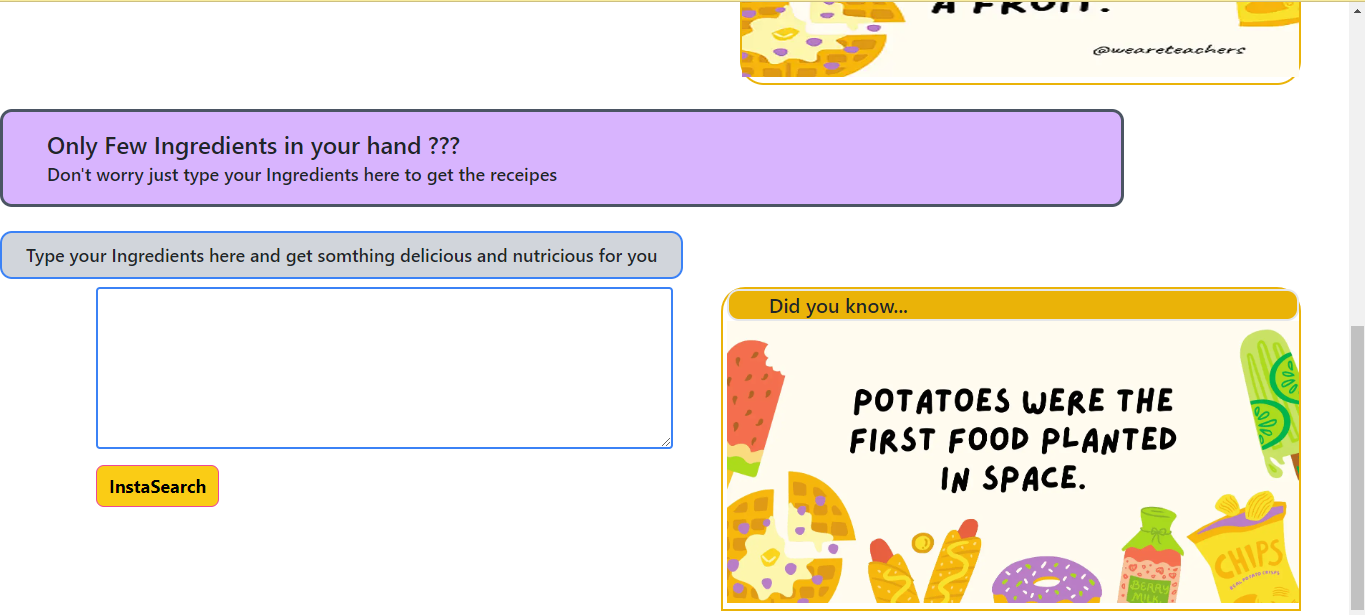 A FRUIT.
@weareteachers
Only Few Ingredients in your hand ???
Don't worry just type your Ingredients here to get the receipes
Type your Ingredients here and get somthing delicious and nutricious for you
Did you know...
POTATOES WERE THE
FIRST FOOD PLANTED
IN SPACE.
InstaSearch
BERRY
MILK
CHIPS
REAL POTATO CRISPS